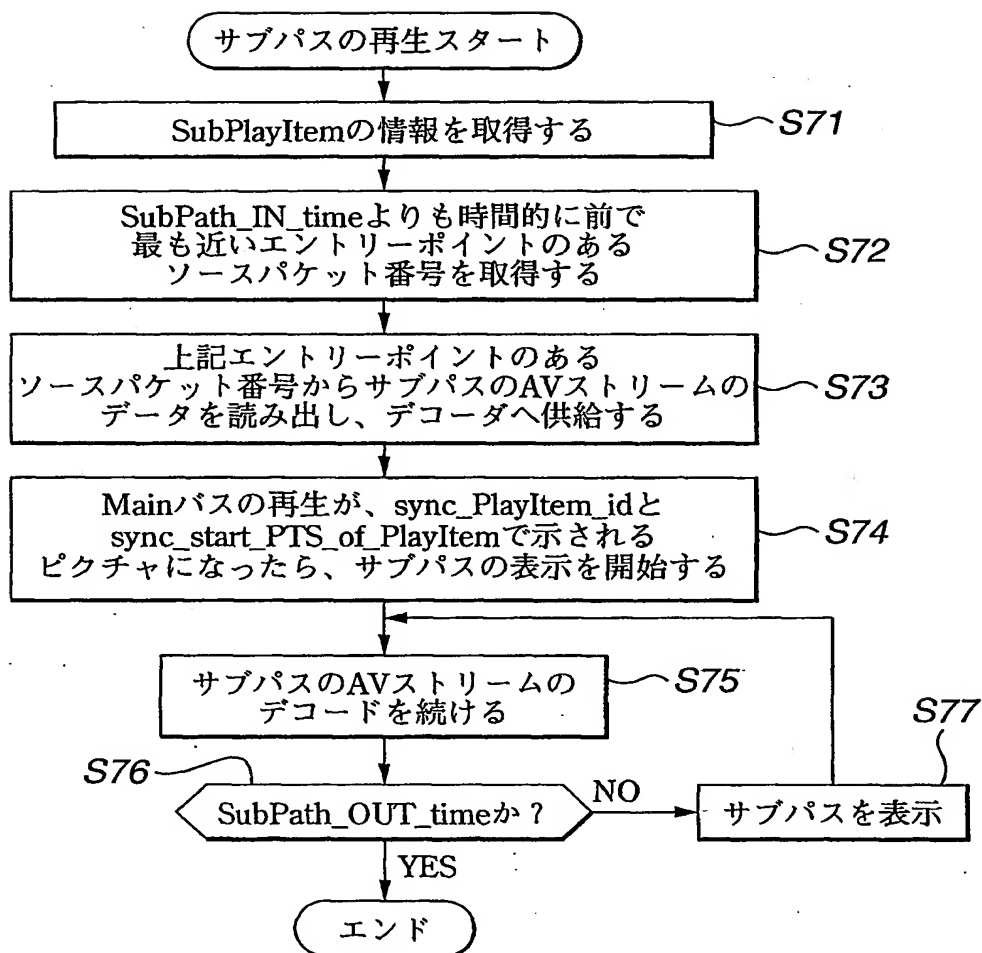 サブパスの再生スタート
SubPlayItemの情報を取得する
S71
SubPath_IN_timeよりも時間的に前で
最も近いエントリーポイントのある
ソースパケット番号を取得する
S72
上記エントリーポイントのある
ソースパケット番号からサブパスのAVストリームの
データを読み出し、デコーダへ供給する
S73
Mainパスの再生が、sync_PlayItem_idと
sync_start_PTS_of_PlayItemで示される
ピクチャになったら、サブパスの表示を開始する
S74
サブパスのAVストリームの
デコードを続ける
S75
S76
SubPath_OUT_timeか？
NO
S77
サブパスを表示
YES
エンド